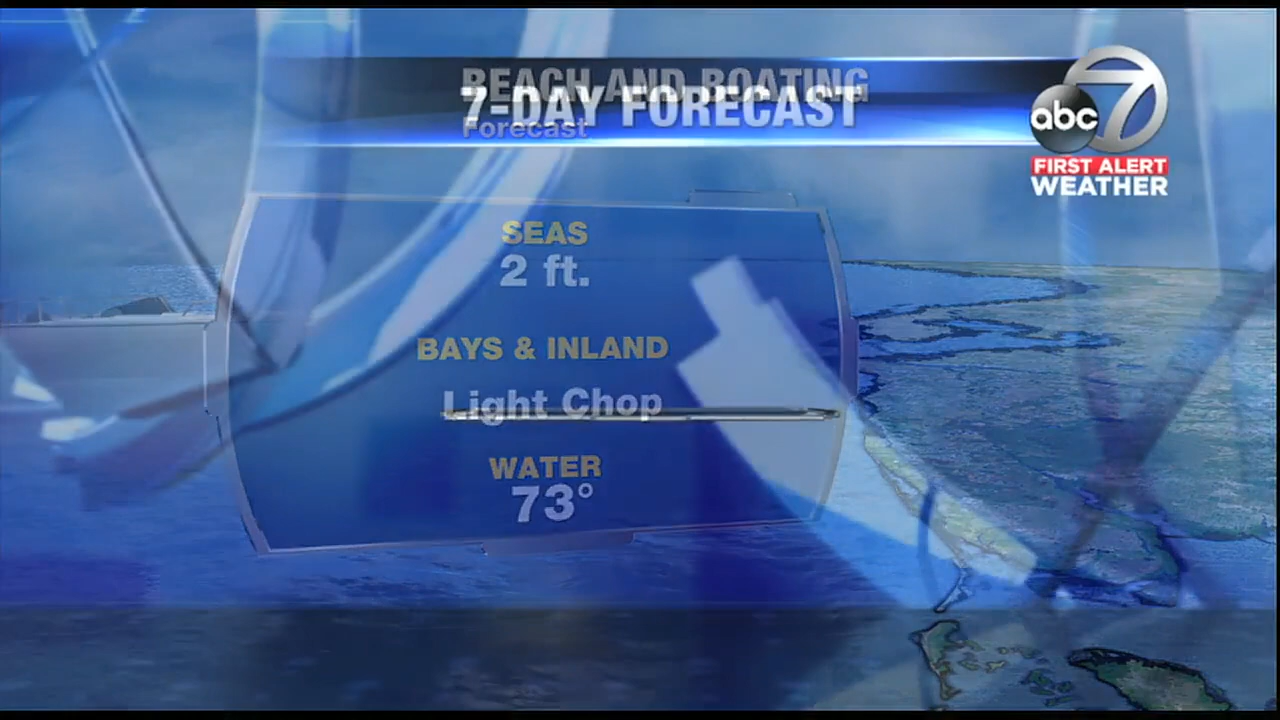 BEACH AND BOATING
7-DAY FORECAST
Forecast
abc 7
FIRST ALERT
WEATHER
SEAS
2 ft.
BAYS & INLAND
Light Chop
WATER
73°